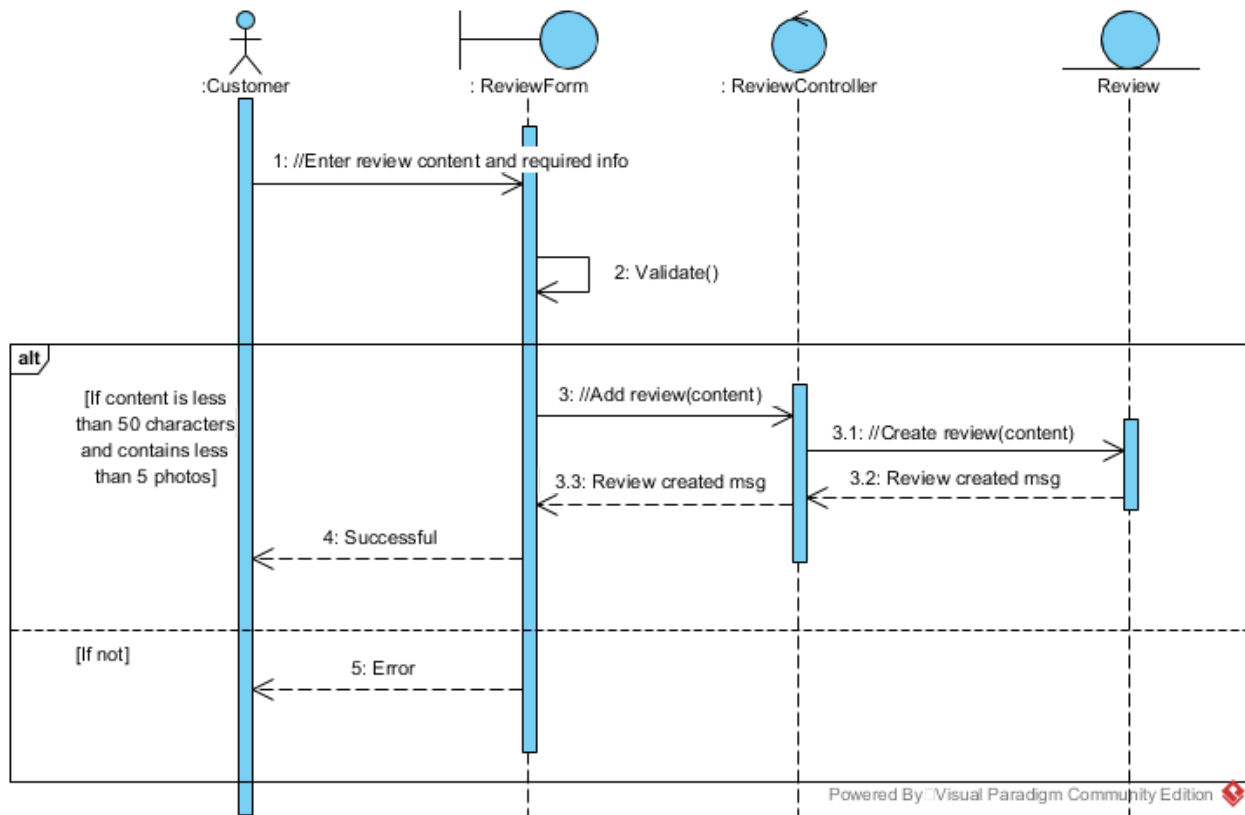 :Customer
: ReviewForm
: ReviewController
Review
1: //Enter review content and required info
2: Validate()
alt
[If content is less
than 50 characters
and contains less
than 5 photos]
3: //Add review(content)
3.1: //Create review(content)
3.2: Review created msg
3.3: Review created msg
4: Successful
[If not]
5: Error
Powered By Visual Paradigm Community Edition